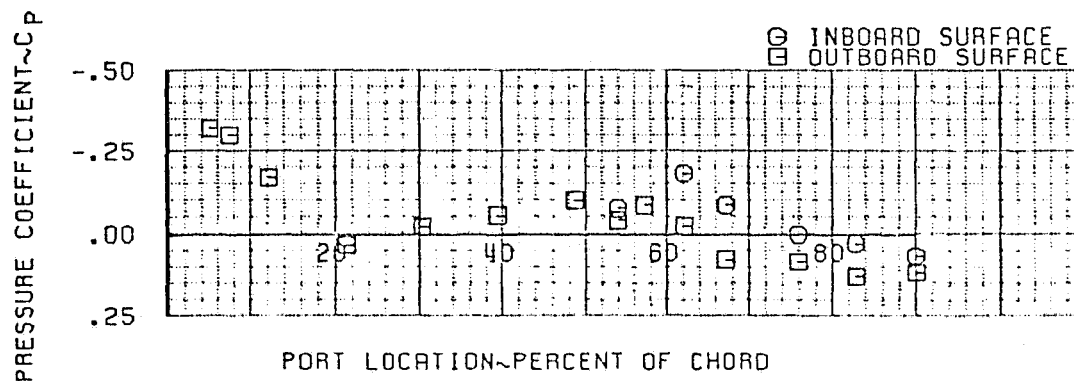 INBOARD SURFACE
OUTBOARD SURFACE
PRESSURE COEFFICIENT~CP
-.50
-.25
.00
.25
20
40
60
80
PORT LOCATION~PERCENT OF CHORD